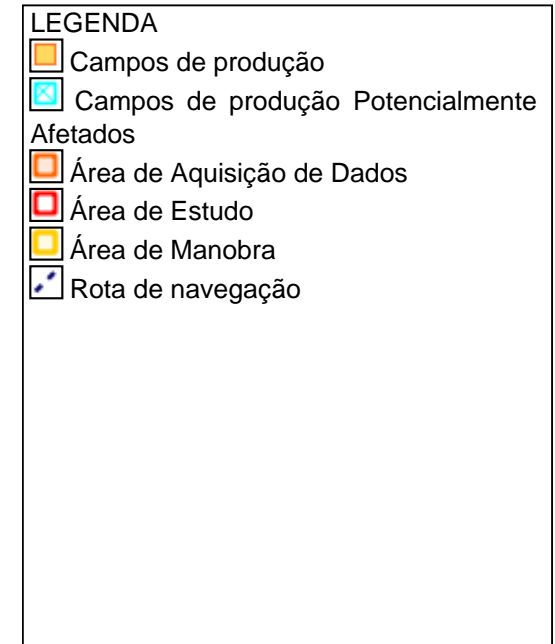 LEGENDA
Campos de produção
Campos de produção Potencialmente
Afetados
Área de Aquisição de Dados
Área de Estudo
Área de Manobra
Rota de navegação